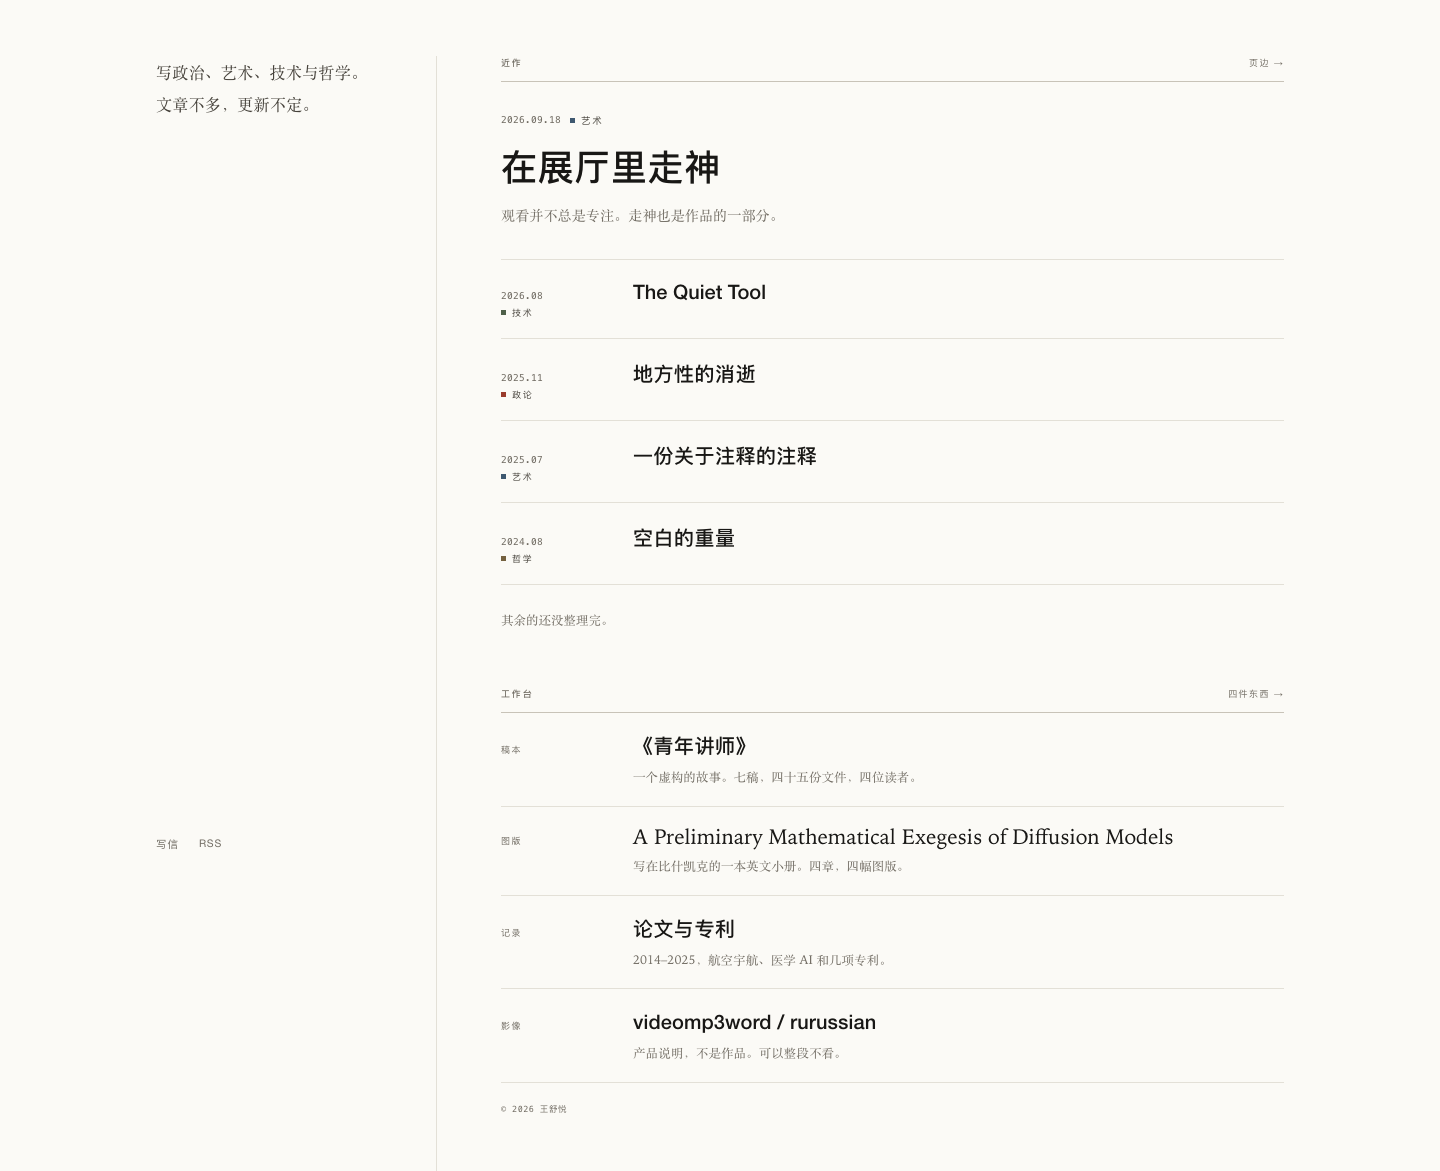 写政治、艺术、技术与哲学。
文章不多，更新不定。
写信 RSS
近作 页边 →
2026.09.18 艺术
在展厅里走神
观看并不总是专注。走神也是作品的一部分。
2026.08 The Quiet Tool
技术
2025.11 地方性的消逝
政论
2025.07 一份关于注释的注释
艺术
2024.08 空白的重量
哲学
其余的还没整理完。
工作台 四件东西 →
稿本 《青年讲师》
一个虚构的故事。七稿，四十五份文件，四位读者。
图版 A Preliminary Mathematical Exegesis of Diffusion Models
写在比什凯克的一本英文小册。四章，四幅图版。
记录 论文与专利
2014–2025，航空宇航、医学 AI 和几项专利。
影像 videomp3word / rurussian
产品说明，不是作品。可以整段不看。
© 2026 王舒悦